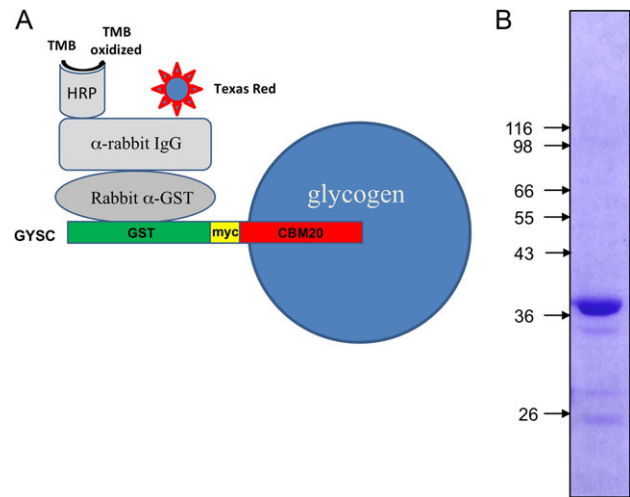 A
TMB
TMB
oxidized
HRP
Texas Red
α-rabbit IgG
Rabbit α-GST
glycogen
GYSC
GST
myc
CBM20
B
116
98
66
55
43
36
26